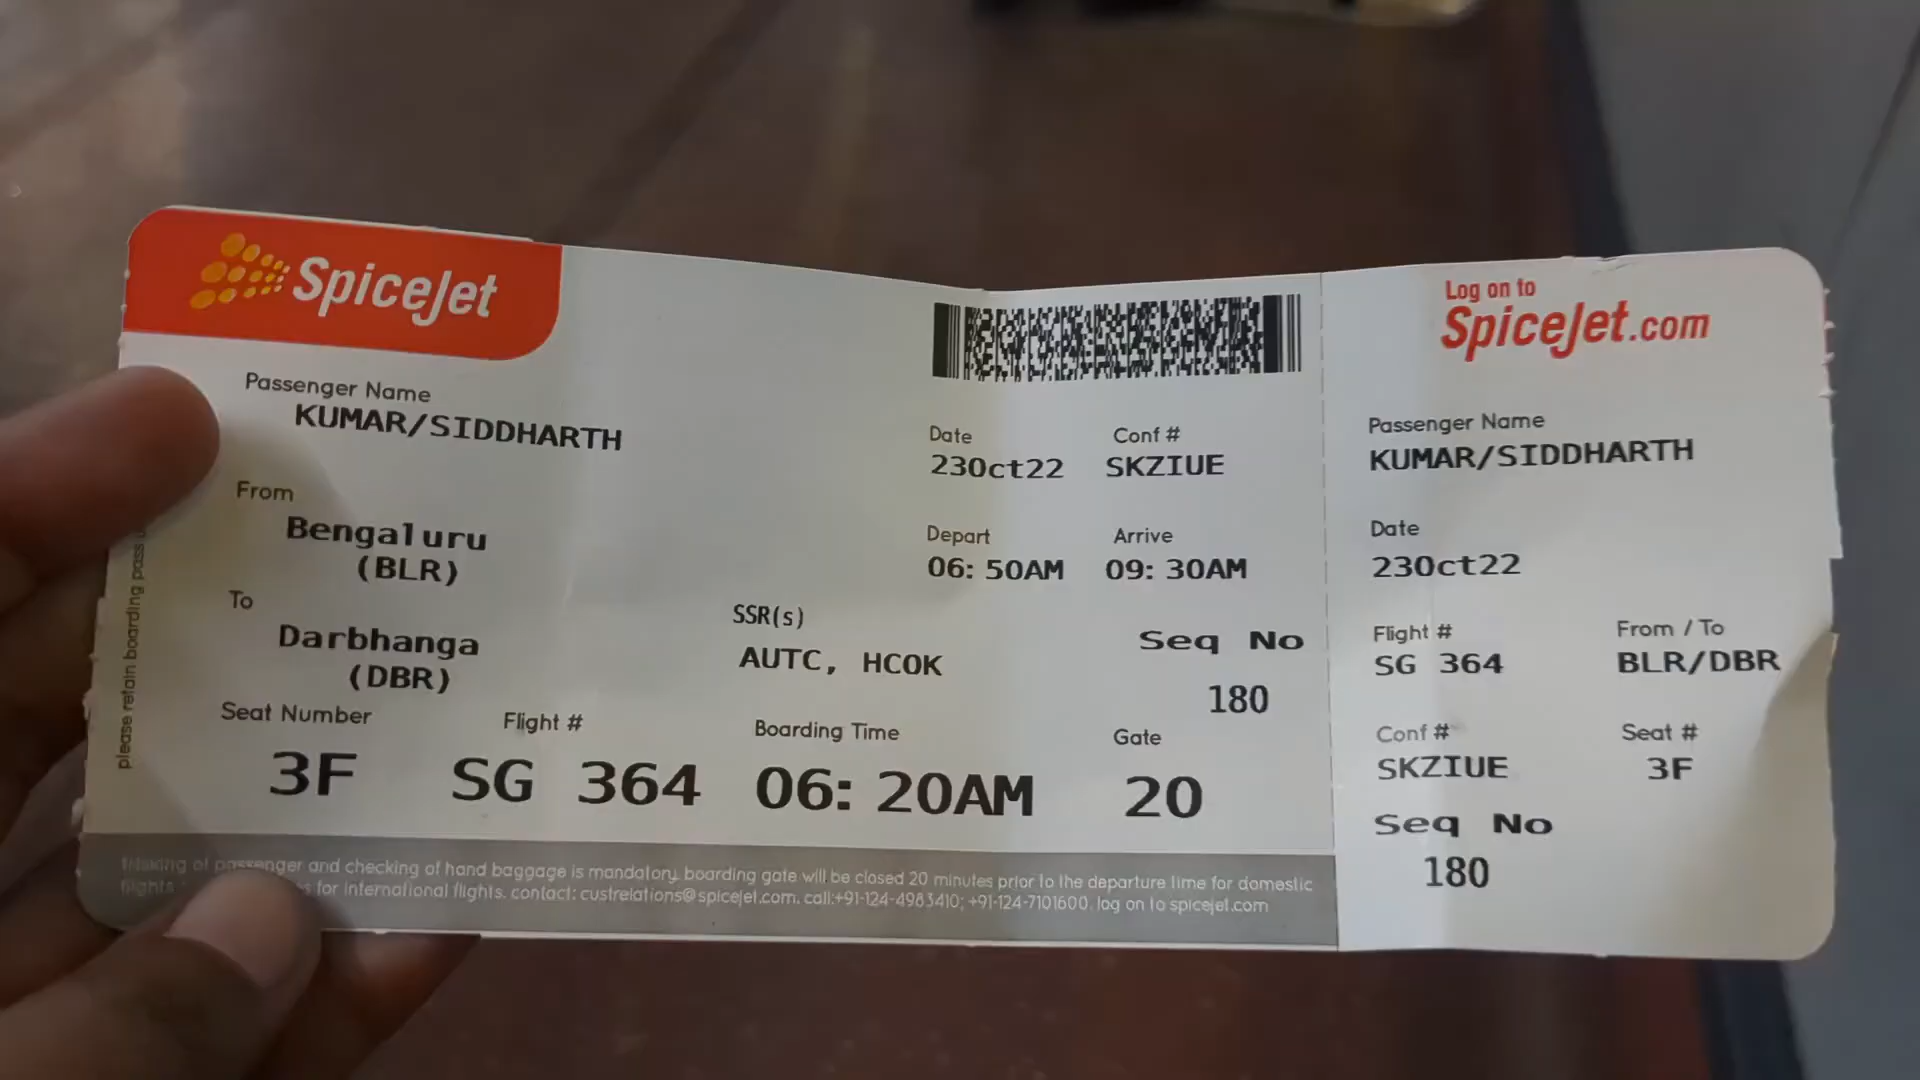 SpiceJet
Passenger Name
KUMAR/SIDDHARTH
From
Bengaluru
(BLR)
To
Darbhanga
(DBR)
Seat Number
3F
Flight #
SG 364
SSR(s)
AUTC, HCOK
Boarding Time
06: 20AM
Date
23Oct22
Conf #
SKZIUE
Depart
06: 50AM
Arrive
09: 30AM
Seq No
180
Gate
20
please retain boarding pass
of passenger and checking of hand baggage is mandatory. boarding gate will be closed 20 minutes prior to the departure time for domestic
flights for international flights. contact: custrelations@spicejet.com. call:+91-124-4983410; +91-124-7101600. log on to spicejet.com
Log on to
SpiceJet.com
Passenger Name
KUMAR/SIDDHARTH
Date
23Oct22
Flight #
SG 364
From / To
BLR/DBR
Conf #
SKZIUE
Seat #
3F
Seq No
180